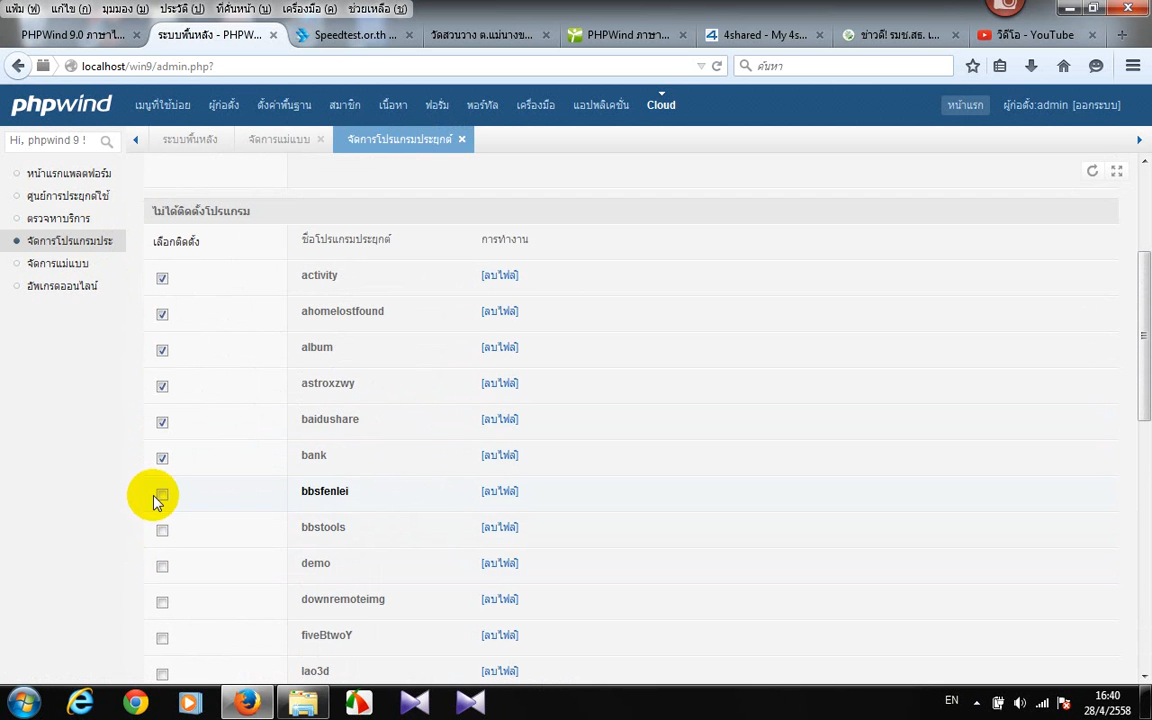 แฟ้ม (ฟ) แก้ไข (ถ) มุมมอง (ม) ประวัติ (ป) ที่คั่นหน้า (บ) เครื่องมือ (ค) ช่วยเหลือ (ช)
PHPWind 9.0 ภาษาไ... ระบบพื้นหลัง - PHPW... Speedtest.or.th ... วัดสวนวาง ต.แม่นางข... PHPWind ภาษา... 4shared - My 4s... ข่าวดี! รมช.สธ. เ... วิดีโอ - YouTube
localhost/win9/admin.php? ค้นหา
phpwind เมนูที่ใช้บ่อย ผู้ก่อตั้ง ตั้งค่าพื้นฐาน สมาชิก เนื้อหา ฟอรั่ม พอร์ทัล เครื่องมือ แอปพลิเคชั่น Cloud หน้าแรก ผู้ก่อตั้ง:admin [ออกระบบ]
Hi, phpwind 9 ! ระบบพื้นหลัง จัดการแม่แบบ จัดการโปรแกรมประยุกต์
หน้าแรกแพลตฟอร์ม
ศูนย์การประยุกต์ใช้
ตรวจหาบริการ
จัดการโปรแกรมประ
จัดการแม่แบบ
อัพเกรดออนไลน์
ไม่ได้ติดตั้งโปรแกรม
เลือกติดตั้ง ชื่อโปรแกรมประยุกต์ การทำงาน
activity [ลบไฟล์]
ahomelostfound [ลบไฟล์]
album [ลบไฟล์]
astroxzwy [ลบไฟล์]
baidushare [ลบไฟล์]
bank [ลบไฟล์]
bbsfenlei [ลบไฟล์]
bbstools [ลบไฟล์]
demo [ลบไฟล์]
downremoteimg [ลบไฟล์]
fiveBtwoY [ลบไฟล์]
lao3d [ลบไฟล์]
EN 16:40
28/4/2558